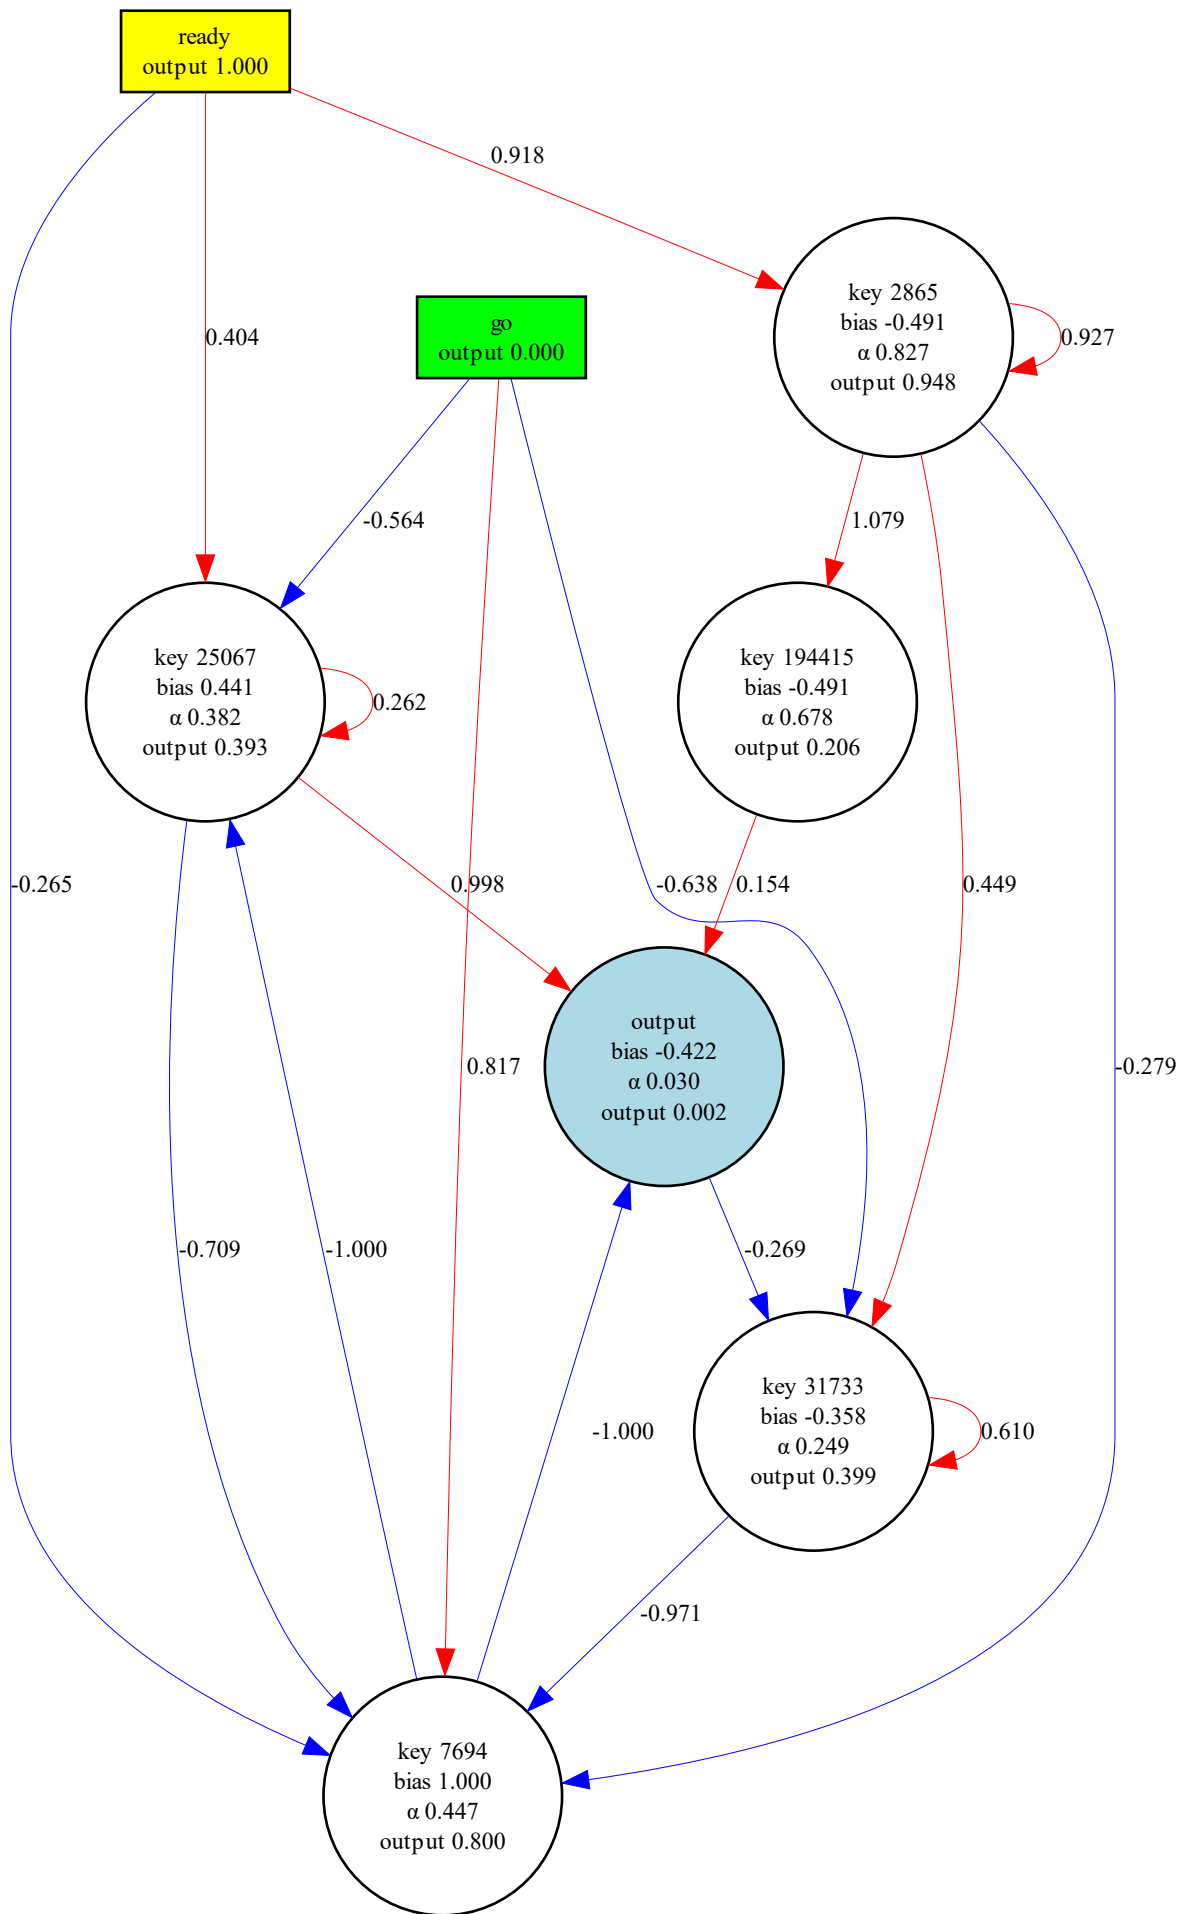 ready
output 1.000
0.918
key 2865
bias -0.491
α 0.827
output 0.948
0.927
go
output 0.000
0.404
-0.564
1.079
key 25067
bias 0.441
α 0.382
output 0.393
0.262
key 194415
bias -0.491
α 0.678
output 0.206
-0.265
0.998
-0.638
0.154
0.449
output
bias -0.422
α 0.030
output 0.002
0.817
-0.279
-0.709
-1.000
-0.269
key 31733
bias -0.358
α 0.249
output 0.399
-1.000
0.610
-0.971
key 7694
bias 1.000
α 0.447
output 0.800